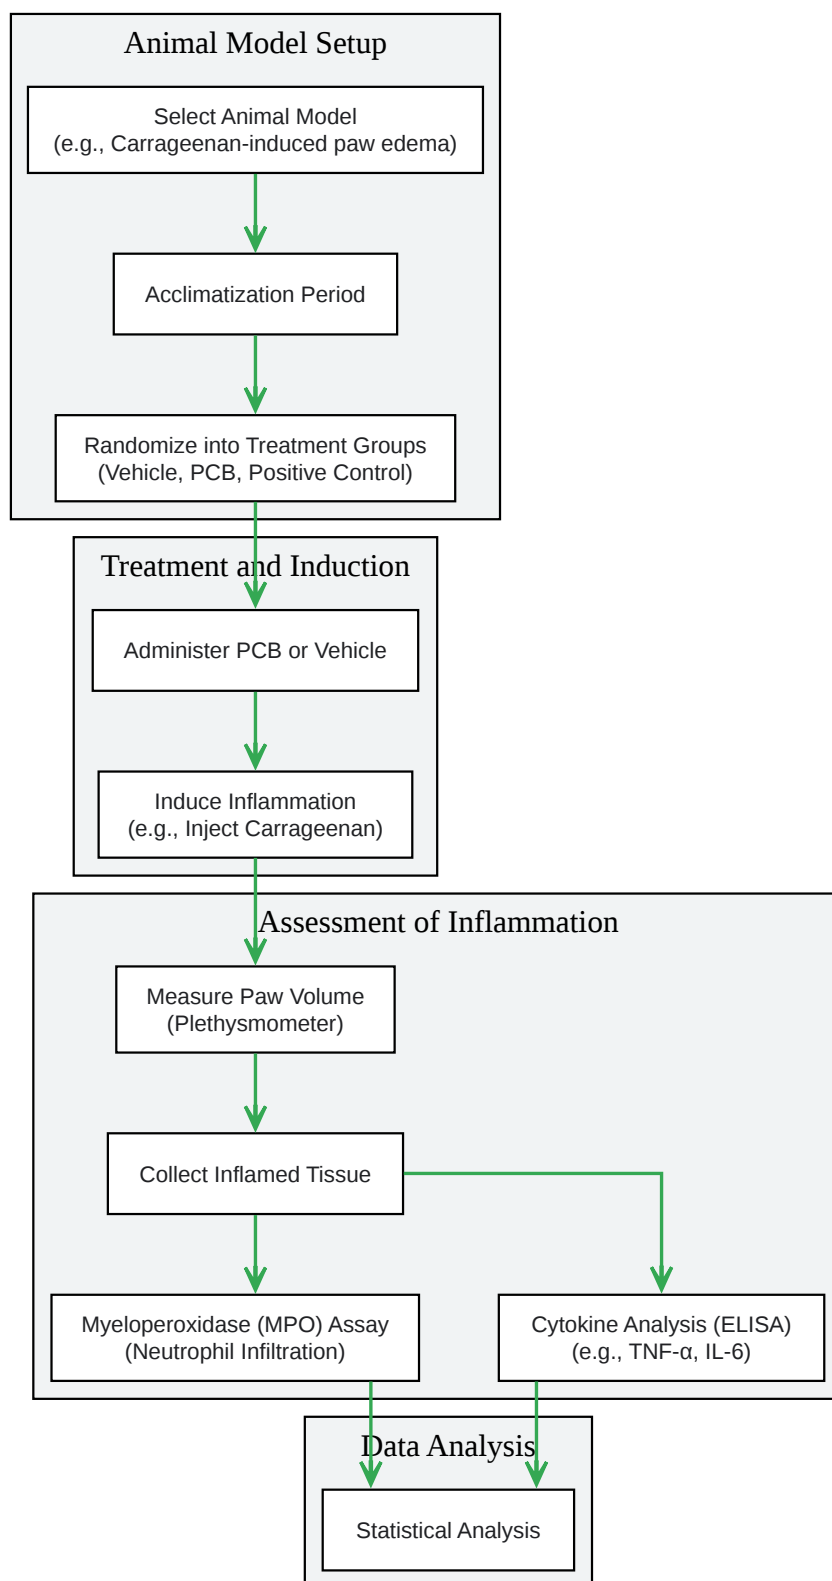 Animal Model Setup
Select Animal Model
(e.g., Carrageenan-induced paw edema)
Acclimatization Period
Randomize into Treatment Groups
(Vehicle, PCB, Positive Control)
Treatment and Induction
Administer PCB or Vehicle
Induce Inflammation
(e.g., Inject Carrageenan)
Assessment of Inflammation
Measure Paw Volume
(Plethysmometer)
Collect Inflamed Tissue
Myeloperoxidase (MPO) Assay
(Neutrophil Infiltration)
Cytokine Analysis (ELISA)
(e.g., TNF-α, IL-6)
Data Analysis
Statistical Analysis